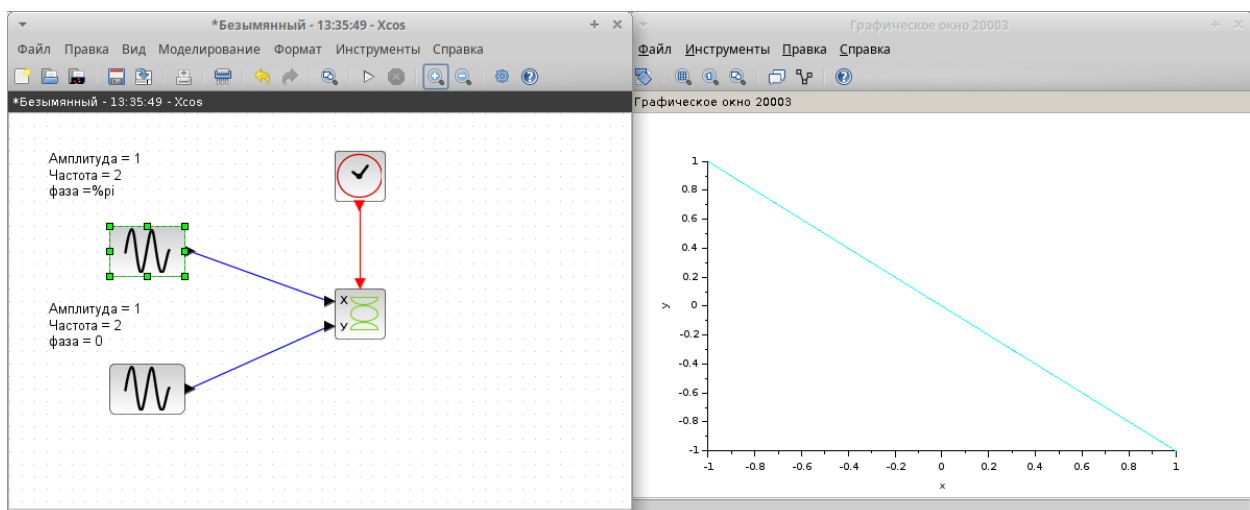 *Безымянный - 13:35:49 - Xcos
Файл Правка Вид Моделирование Формат Инструменты Справка
*Безымянный - 13:35:49 - Xcos
Амплитуда = 1
Частота = 2
фаза =%pi
X
У
Амплитуда = 1
Частота = 2
фаза = 0
Графическое окно 20003
Файл Инструменты Правка Справка
Графическое окно 20003
1
0.8
0.6
0.4
0.2
0
-0.2
-0.4
-0.6
-0.8
-1
y
-1 -0.8 -0.6 -0.4 -0.2 0 0.2 0.4 0.6 0.8 1
x